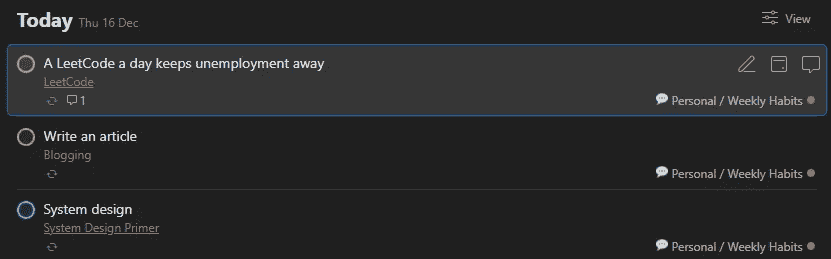 Today Thu 16 Dec
View
A LeetCode a day keeps unemployment away
LeetCode
1
Personal / Weekly Habits
Write an article
Blogging
Personal / Weekly Habits
System design
System Design Primer
Personal / Weekly Habits